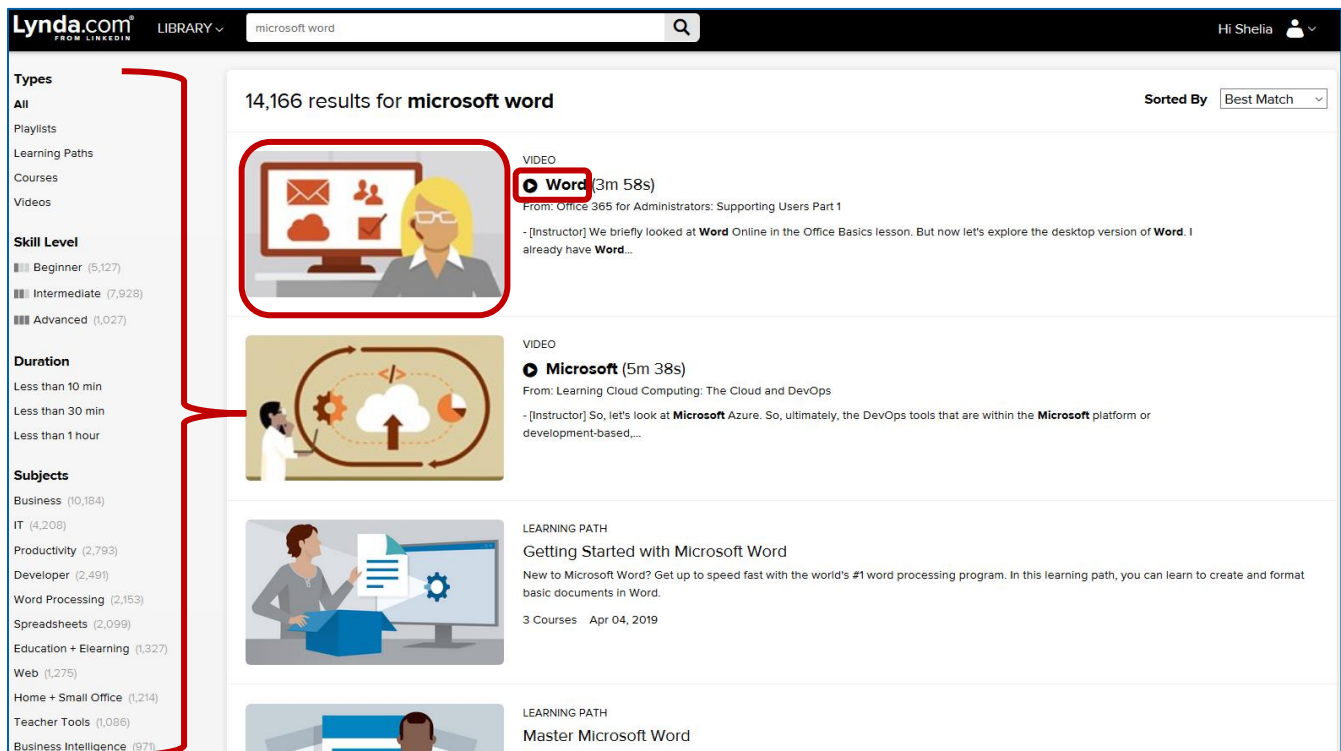 Lynda.com®
FROM LINKEDIN
LIBRARY
microsoft word
Hi Shelia
Types
All
Playlists
Learning Paths
Courses
Videos
Skill Level
Beginner (5,127)
Intermediate (7,928)
Advanced (1,027)
Duration
Less than 10 min
Less than 30 min
Less than 1 hour
Subjects
Business (10,184)
IT (4,208)
Productivity (2,793)
Developer (2,491)
Word Processing (2,153)
Spreadsheets (2,099)
Education + Elearning (1,327)
Web (1,275)
Home + Small Office (1,214)
Teacher Tools (1,086)
Business Intelligence (971)
14,166 results for microsoft word
Sorted By Best Match
VIDEO
Word (3m 58s)
From: Office 365 for Administrators: Supporting Users Part 1
- [Instructor] We briefly looked at Word Online in the Office Basics lesson. But now let's explore the desktop version of Word. I
already have Word...
VIDEO
Microsoft (5m 38s)
From: Learning Cloud Computing: The Cloud and DevOps
- [Instructor] So, let's look at Microsoft Azure. So, ultimately, the DevOps tools that are within the Microsoft platform or
development-based,...
</>
LEARNING PATH
Getting Started with Microsoft Word
New to Microsoft Word? Get up to speed fast with the world's #1 word processing program. In this learning path, you can learn to create and format
basic documents in Word.
3 Courses Apr 04, 2019
LEARNING PATH
Master Microsoft Word